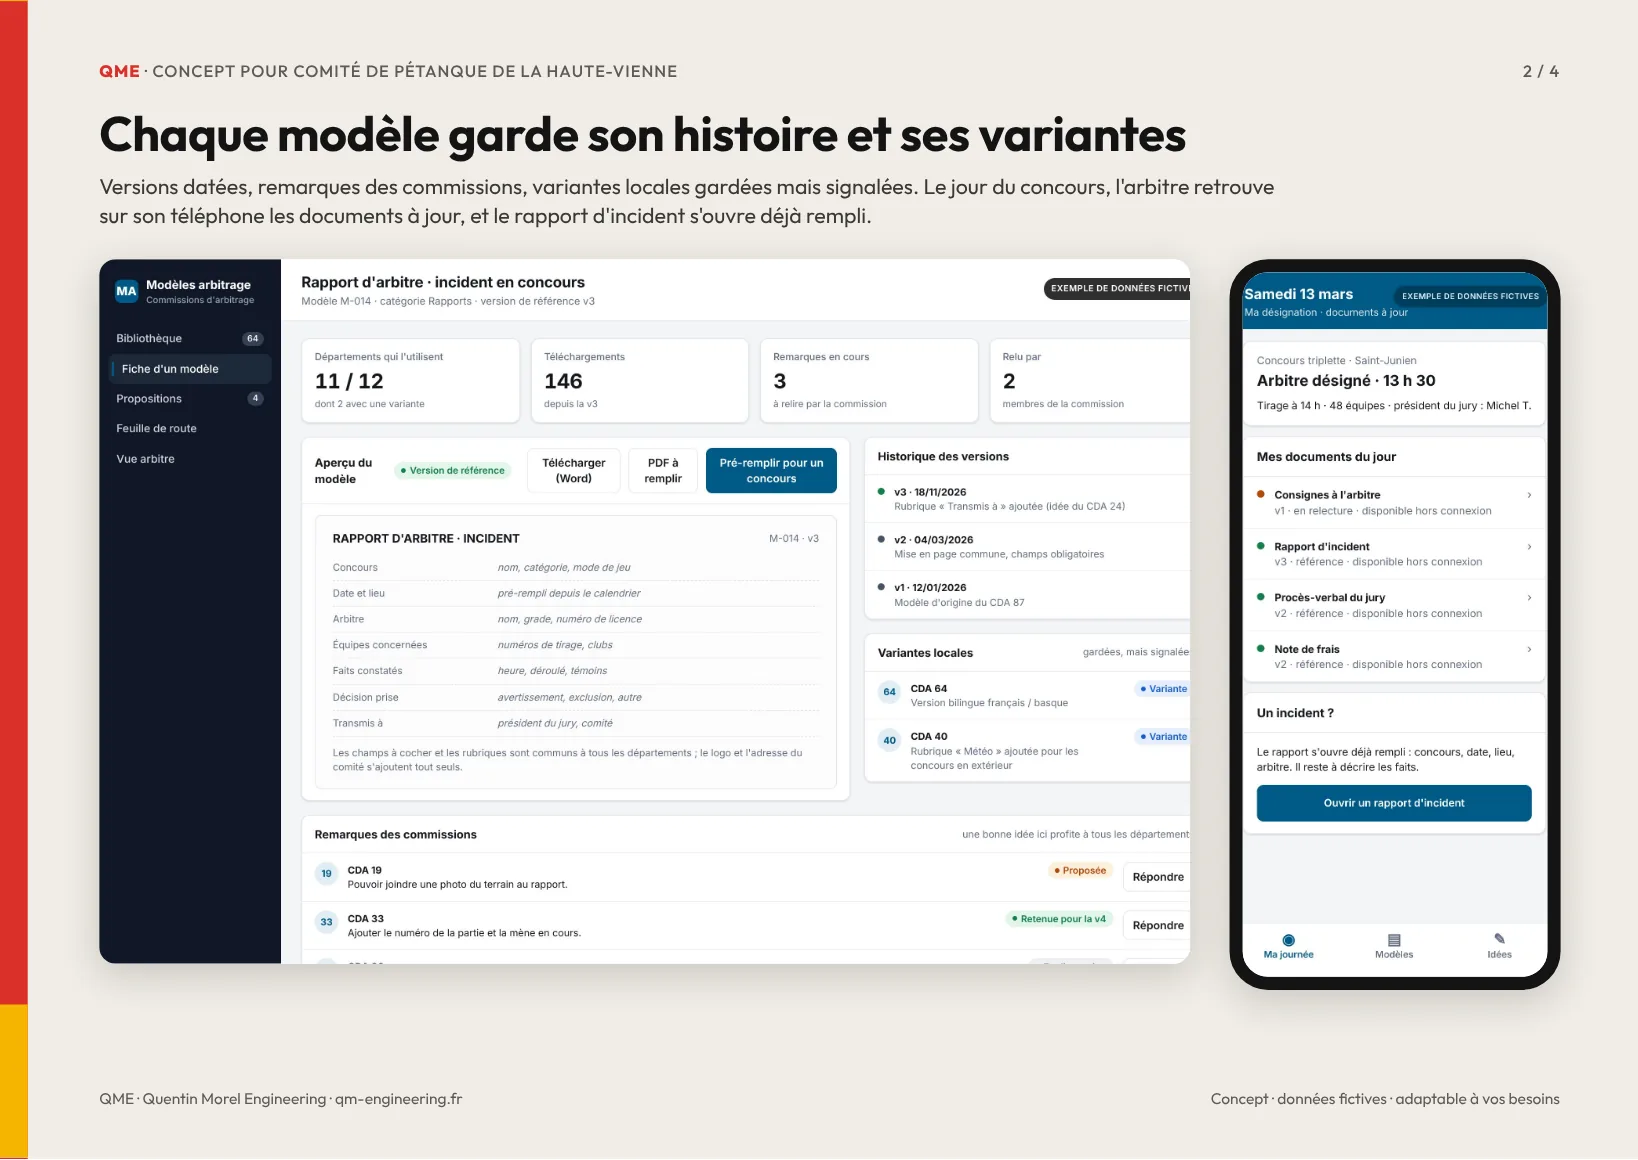 QME · CONCEPT POUR COMITÉ DE PÉTANQUE DE LA HAUTE-VIENNE
2 / 4
Chaque modèle garde son histoire et ses variantes
Versions datées, remarques des commissions, variantes locales gardées mais signalées. Le jour du concours, l'arbitre retrouve
sur son téléphone les documents à jour, et le rapport d'incident s'ouvre déjà rempli.
MA
Modèles arbitrage
Commissions d'arbitrage
Bibliothèque 64
Fiche d'un modèle
Propositions 4
Feuille de route
Vue arbitre
Rapport d'arbitre · incident en concours
Modèle M-014 · catégorie Rapports · version de référence v3
EXEMPLE DE DONNÉES FICTIV
Départements qui l'utilisent
11 / 12
dont 2 avec une variante
Téléchargements
146
depuis la v3
Remarques en cours
3
à relire par la commission
Relu par
2
membres de la commission
Aperçu du
modèle
● Version de référence
Télécharger
(Word)
PDF à
remplir
Pré-remplir pour un
concours
RAPPORT D'ARBITRE · INCIDENT
M-014 · v3
Concours nom, catégorie, mode de jeu
Date et lieu pré-rempli depuis le calendrier
Arbitre nom, grade, numéro de licence
Équipes concernées numéros de tirage, clubs
Faits constatés heure, déroulé, témoins
Décision prise avertissement, exclusion, autre
Transmis à président du jury, comité
Les champs à cocher et les rubriques sont communs à tous les départements ; le logo et l'adresse du
comité s'ajoutent tout seuls.
Historique des versions
v3 · 18/11/2026
Rubrique « Transmis à » ajoutée (idée du CDA 24)
v2 · 04/03/2026
Mise en page commune, champs obligatoires
v1 · 12/01/2026
Modèle d'origine du CDA 87
Variantes locales
gardées, mais signalée
64
CDA 64
Version bilingue français / basque
● Variante
40
CDA 40
Rubrique « Météo » ajoutée pour les
concours en extérieur
● Variante
Remarques des commissions
une bonne idée ici profite à tous les département
19
CDA 19
Pouvoir joindre une photo du terrain au rapport.
● Proposée
Répondre
33
CDA 33
Ajouter le numéro de la partie et la mène en cours.
● Retenue pour la v4
Répondre
Samedi 13 mars
Ma désignation · documents à jour
EXEMPLE DE DONNÉES FICTIVES
Concours triplette · Saint-Junien
Arbitre désigné · 13 h 30
Tirage à 14 h · 48 équipes · président du jury : Michel T.
Mes documents du jour
Consignes à l'arbitre ›
v1 · en relecture · disponible hors connexion
Rapport d'incident ›
v3 · référence · disponible hors connexion
Procès-verbal du jury ›
v2 · référence · disponible hors connexion
Note de frais ›
v2 · référence · disponible hors connexion
Un incident ?
Le rapport s'ouvre déjà rempli : concours, date, lieu,
arbitre. Il reste à décrire les faits.
Ouvrir un rapport d'incident
Ma journée
Modèles
Idées
QME · Quentin Morel Engineering · qm-engineering.fr
Concept · données fictives · adaptable à vos besoins